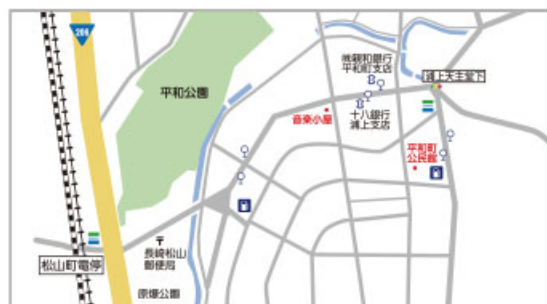 206
平和公園
㈱親和銀行
平和町支店
浦上天主堂下
音楽小屋
十八銀行
浦上支店
平和町
公民館
長崎松山
郵便局
松山町電停
原爆公園